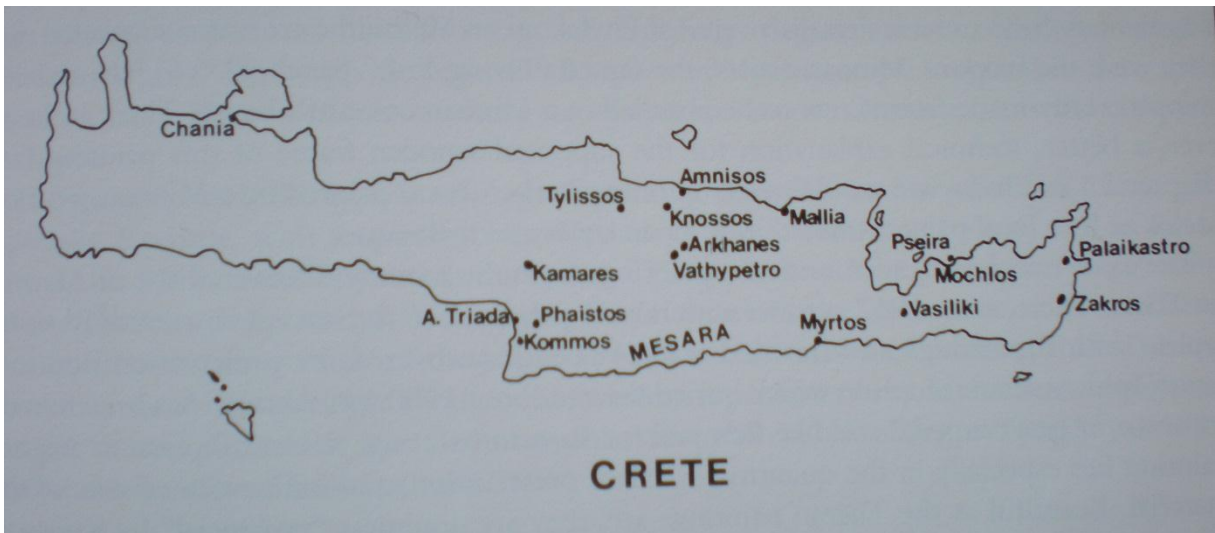 Chania
Amnisos
Tylissos
Knossos
Mallia
Arkhanes
Pseira
Palaikastro
Vathypetro
Kamares
Mochlos
Zakros
Vasiliki
A. Triada
Phaistos
Myrtos
Kommos
MESARA
CRETE